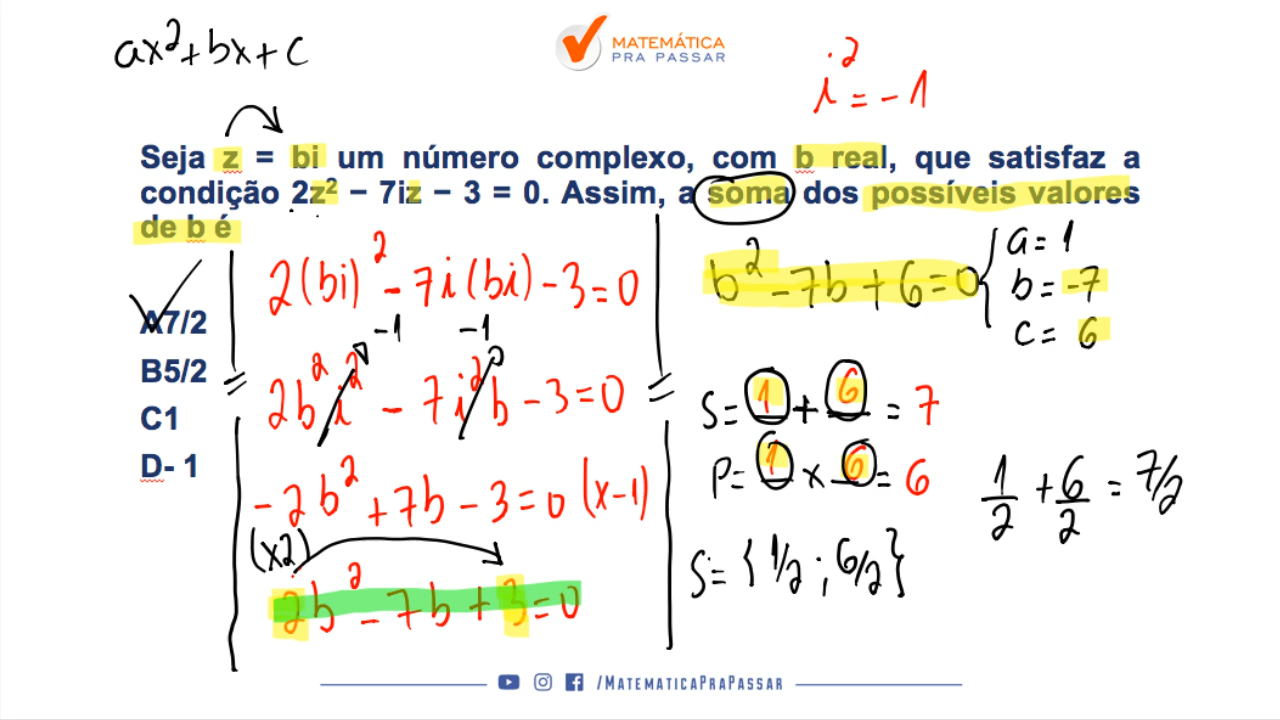 ax²+bx+c
MATEMÁTICA
PRA PASSAR
i²=-1
Seja z = bi um número complexo, com b real, que satisfaz a
condição 2z² − 7iz − 3 = 0. Assim, a soma dos possíveis valores
de b é
A7/2
B5/2
C1
D- 1
2(bi)²-7i(bi)-3=0
-1 -1
2b²i²-7i²b-3=0
-2b²+7b-3=0 (x-1)
(x2)
2b²-7b+3=0
b²-7b+6=0
a=1
b=-7
c=6
S=1+6=7
P=1x6=6
S={1/2;6/2}
1/2+6/2=7/2
/MATEMATICAPRAPASSAR